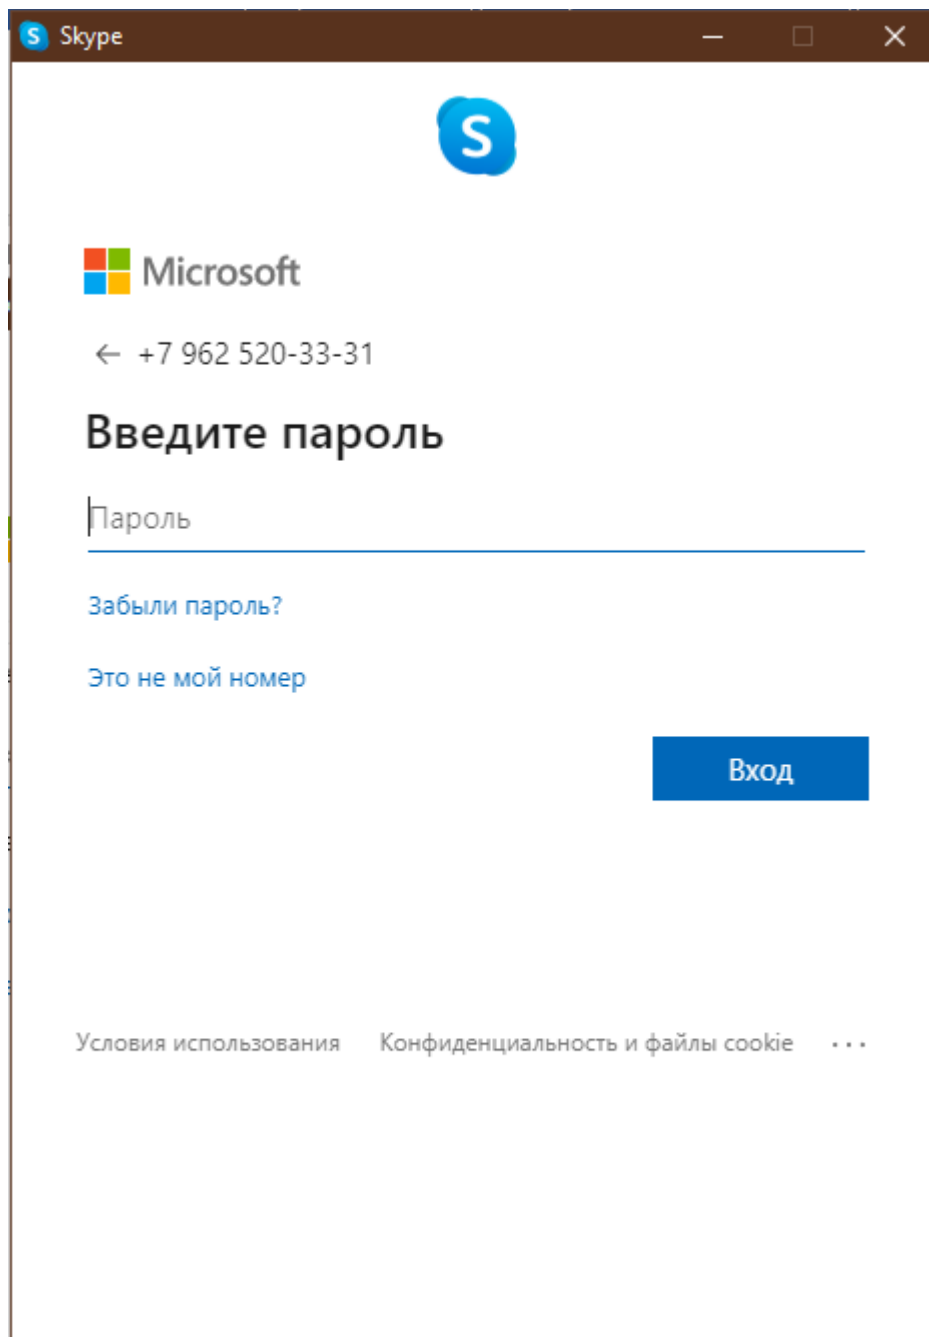 Skype
Microsoft
← +7 962 520-33-31
Введите пароль
Пароль
Забыли пароль?
Это не мой номер
Вход
Условия использования Конфиденциальность и файлы cookie ...